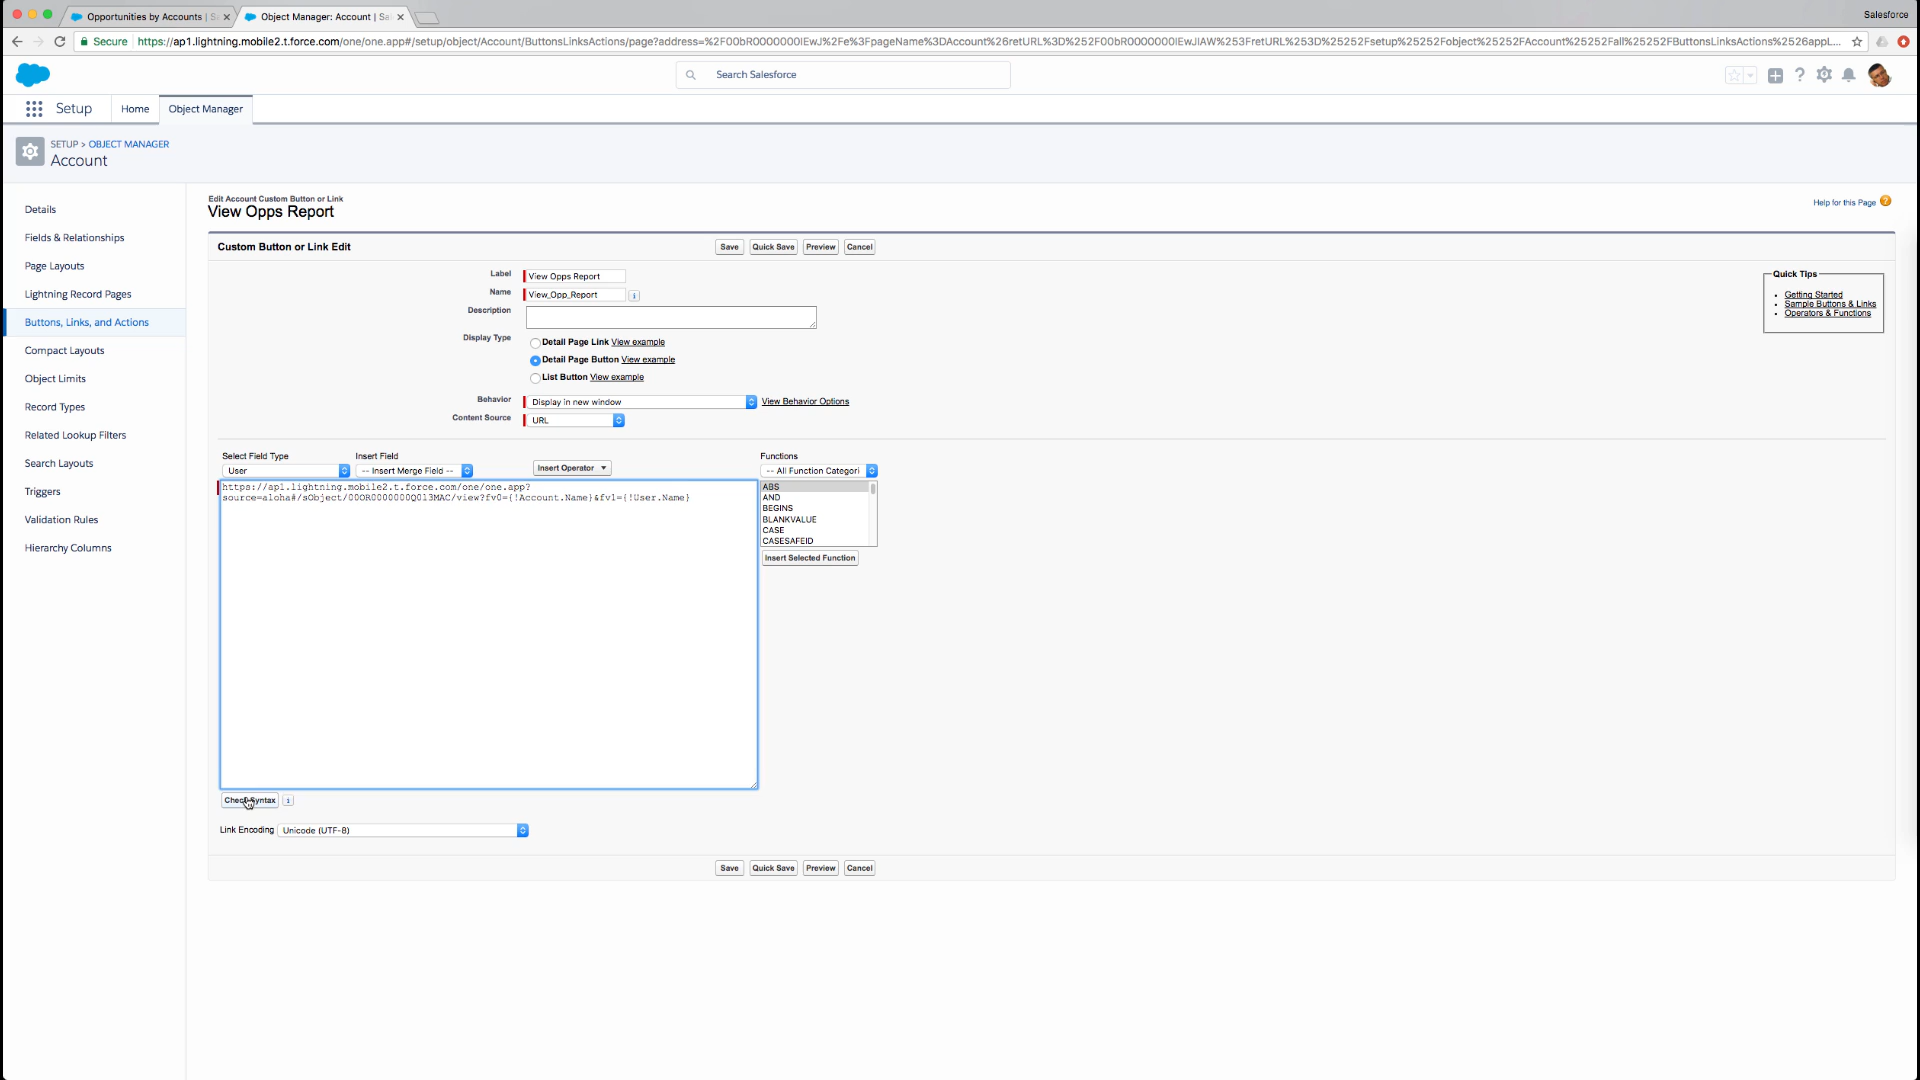 Opportunities by Accounts | S
Object Manager: Account | Sa
Salesforce
Secure
https://ap1.lightning.mobile2.t.force.com/one/one.app#/setup/object/Account/ButtonsLinksActions/page?address=%2F00bR0000000IEwJ%2Fe%3FpageName%3DAccount%26retURL%3D%252F00bR0000000IEwJIAW%253FretURL%253D%25252Fsetup%25252Fobject%25252FAccount%25252Fall%25252FButtonsLinksActions%2526appL...
Search Salesforce
Setup
Home
Object Manager
SETUP > OBJECT MANAGER
Account
Details
Fields & Relationships
Page Layouts
Lightning Record Pages
Buttons, Links, and Actions
Compact Layouts
Object Limits
Record Types
Related Lookup Filters
Search Layouts
Triggers
Validation Rules
Hierarchy Columns
Edit Account Custom Button or Link
View Opps Report
Help for this Page
Custom Button or Link Edit
Save
Quick Save
Preview
Cancel
Label
View Opps Report
Name
View_Opp_Report
i
Description
Display Type
Detail Page Link View example
Detail Page Button View example
List Button View example
Behavior
Display in new window
View Behavior Options
Content Source
URL
Quick Tips
Getting Started
Sample Buttons & Links
Operators & Functions
Select Field Type
User
Insert Field
-- Insert Merge Field --
Insert Operator
Functions
-- All Function Categori
https://ap1.lightning.mobile2.t.force.com/one/one.app?
source=aloha#/sObject/00OR0000000Q013MAC/view?fv0={!Account.Name}&fv1={!User.Name}
ABS
AND
BEGINS
BLANKVALUE
CASE
CASESAFEID
Insert Selected Function
Check Syntax
i
Link Encoding
Unicode (UTF-8)
Save
Quick Save
Preview
Cancel